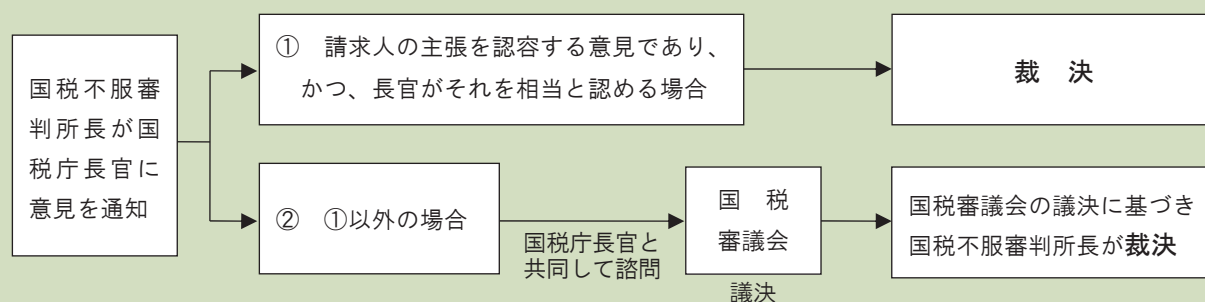 国税不服審
判所長が国
税庁長官に
意見を通知
①　請求人の主張を認容する意見であり、
かつ、長官がそれを相当と認める場合
裁　決
②　①以外の場合
国税庁長官と
共同して諮問
国　税
審議会
議決
国税審議会の議決に基づき
国税不服審判所長が裁決